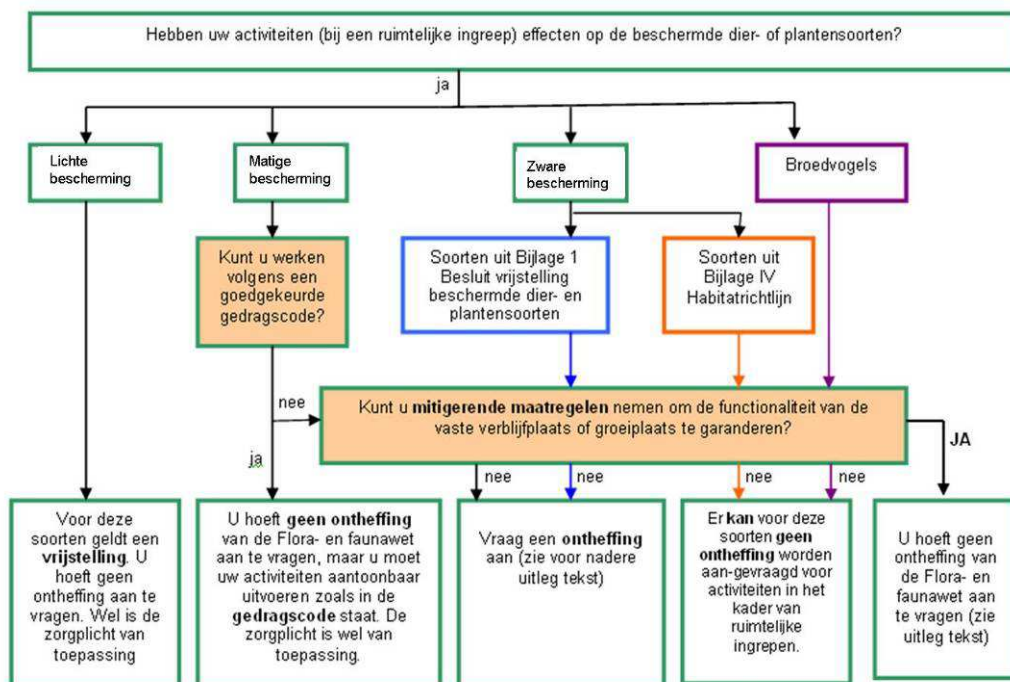 Hebben uw activiteiten (bij een ruimtelijke ingreep) effecten op de beschermde dier- of plantensoorten?
ja
Lichte
bescherming
Matige
bescherming
Zware
bescherming
Broedvogels
Kunt u werken
volgens een
goedgekeurde
gedragscode?
Soorten uit Bijlage 1
Besluit vrijstelling
beschermde dier- en
plantensoorten
Soorten uit
Bijlage IV
Habitatrichtlijn
nee
Kunt u mitigerende maatregelen nemen om de functionaliteit van de
vaste verblijfplaats of groeiplaats te garanderen?
JA
ja
nee
nee
nee
nee
Voor deze
soorten geldt een
vrijstelling. U
hoeft geen
ontheffing aan te
vragen. Wel is de
zorgplicht van
toepassing
U hoeft geen ontheffing
van de Flora- en faunawet
aan te vragen, maar u moet
uw activiteiten aantoonbaar
uitvoeren zoals in de
gedragscode staat. De
zorgplicht is wel van
toepassing.
Vraag een ontheffing
aan (zie voor nadere
uitleg tekst)
Er kan voor deze
soorten geen
ontheffing worden
aan-gevraagd voor
activiteiten in het
kader van
ruimtelijke
ingrepen.
U hoeft geen
ontheffing van
de Flora- en
faunawet aan
te vragen (zie
uitleg tekst)